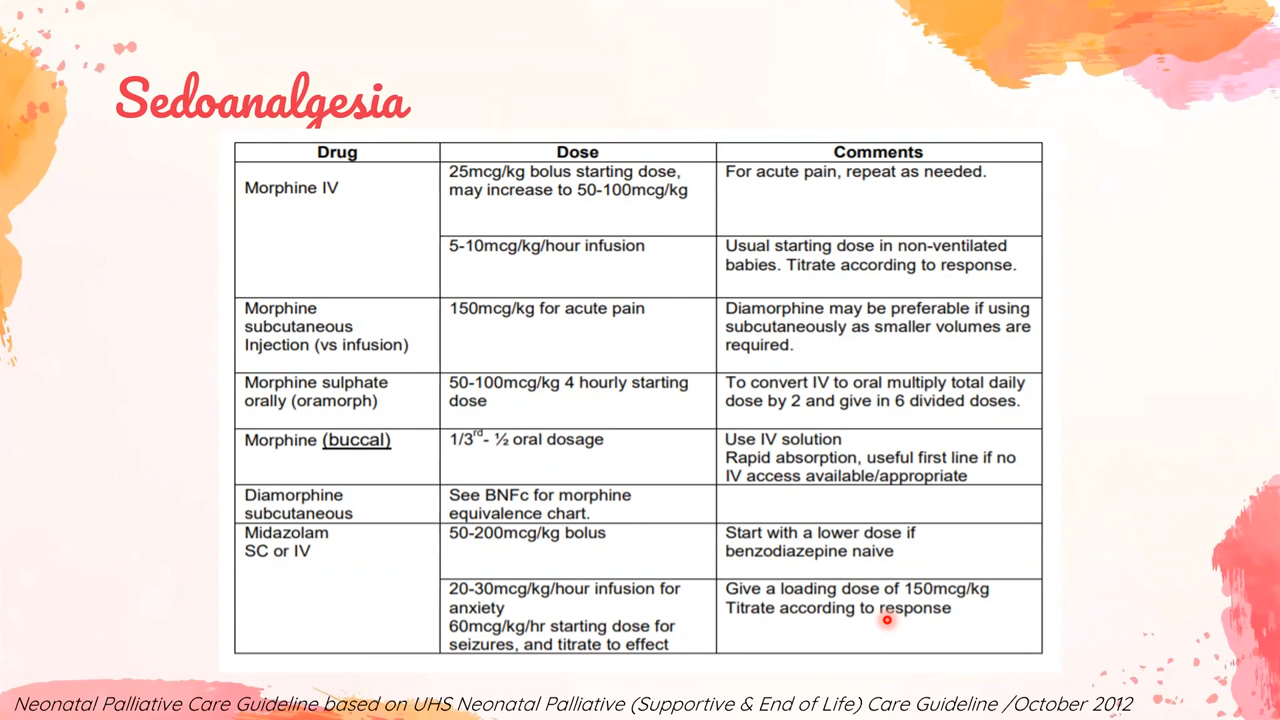 Sedoanalgesia
Drug Dose Comments
Morphine IV
25mcg/kg bolus starting dose,
may increase to 50-100mcg/kg
For acute pain, repeat as needed.
5-10mcg/kg/hour infusion
Usual starting dose in non-ventilated
babies. Titrate according to response.
Morphine
subcutaneous
Injection (vs infusion)
150mcg/kg for acute pain
Diamorphine may be preferable if using
subcutaneously as smaller volumes are
required.
Morphine sulphate
orally (oramorph)
50-100mcg/kg 4 hourly starting
dose
To convert IV to oral multiply total daily
dose by 2 and give in 6 divided doses.
Morphine (buccal)
1/3rd- ½ oral dosage
Use IV solution
Rapid absorption, useful first line if no
IV access available/appropriate
Diamorphine
subcutaneous
See BNFc for morphine
equivalence chart.
Midazolam
SC or IV
50-200mcg/kg bolus
Start with a lower dose if
benzodiazepine naive
20-30mcg/kg/hour infusion for
anxiety
60mcg/kg/hr starting dose for
seizures, and titrate to effect
Give a loading dose of 150mcg/kg
Titrate according to response
Neonatal Palliative Care Guideline based on UHS Neonatal Palliative (Supportive & End of Life) Care Guideline /October 2012